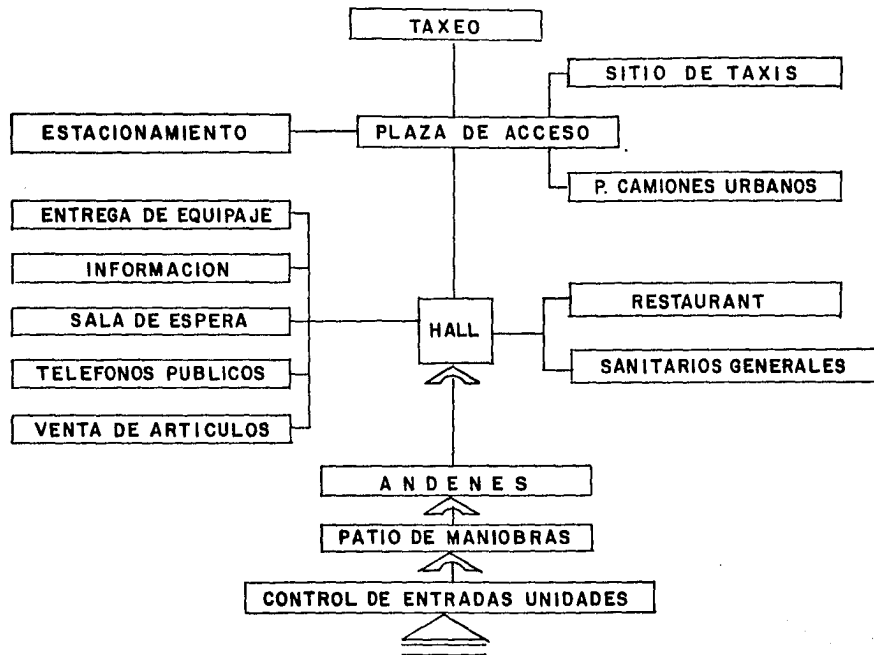 TAXEO
SITIO DE TAXIS
ESTACIONAMIENTO
PLAZA DE ACCESO
P. CAMIONES URBANOS
ENTREGA DE EQUIPAJE
INFORMACION
RESTAURANT
SALA DE ESPERA
HALL
SANITARIOS GENERALES
TELEFONOS PUBLICOS
VENTA DE ARTICULOS
ANDENES
PATIO DE MANIOBRAS
CONTROL DE ENTRADAS UNIDADES